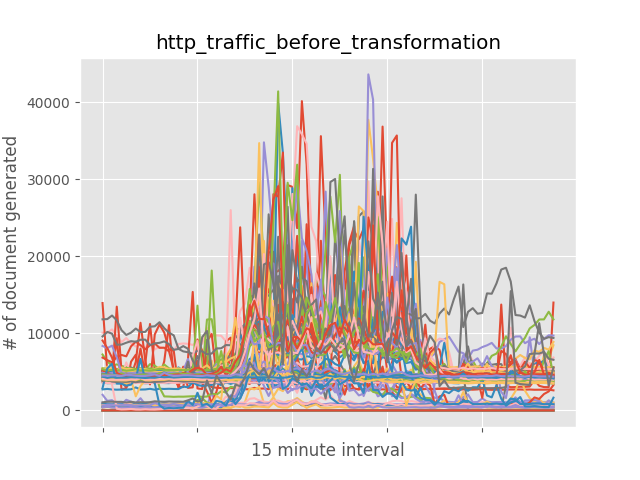 http_traffic_before_transformation
# of document generated
40000
30000
20000
10000
0
15 minute interval